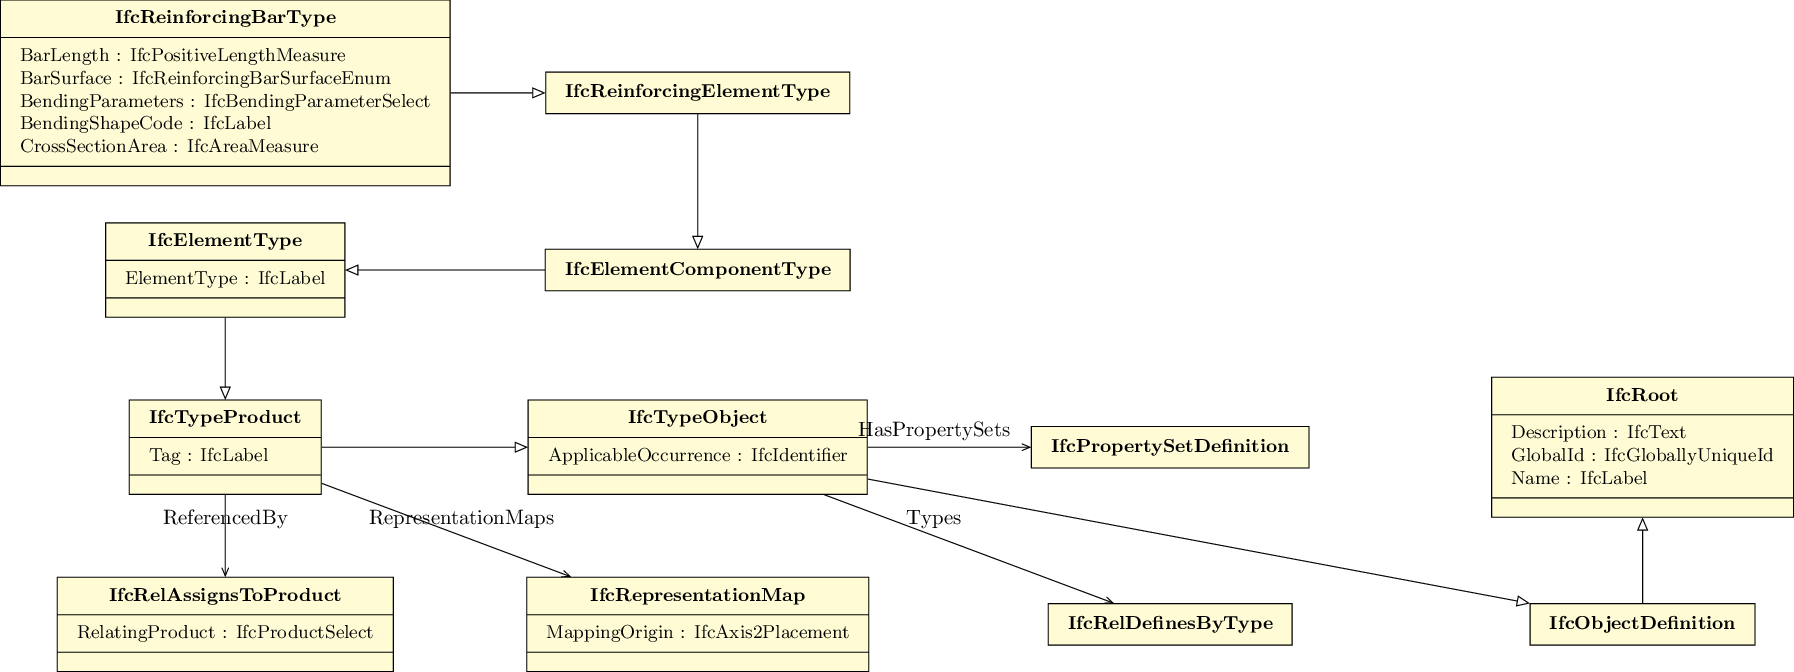 IfcReinforcingBarType
BarLength : IfcPositiveLengthMeasure
BarSurface : IfcReinforcingBarSurfaceEnum
BendingParameters : IfcBendingParameterSelect
BendingShapeCode : IfcLabel
CrossSectionArea : IfcAreaMeasure
IfcReinforcingElementType
IfcElementType
ElementType : IfcLabel
IfcElementComponentType
IfcTypeProduct
Tag : IfcLabel
IfcTypeObject
ApplicableOccurrence : IfcIdentifier
HasPropertySets
IfcPropertySetDefinition
IfcRoot
Description : IfcText
GlobalId : IfcGloballyUniqueId
Name : IfcLabel
ReferencedBy
RepresentationMaps
Types
IfcRelAssignsToProduct
RelatingProduct : IfcProductSelect
IfcRepresentationMap
MappingOrigin : IfcAxis2Placement
IfcRelDefinesByType
IfcObjectDefinition